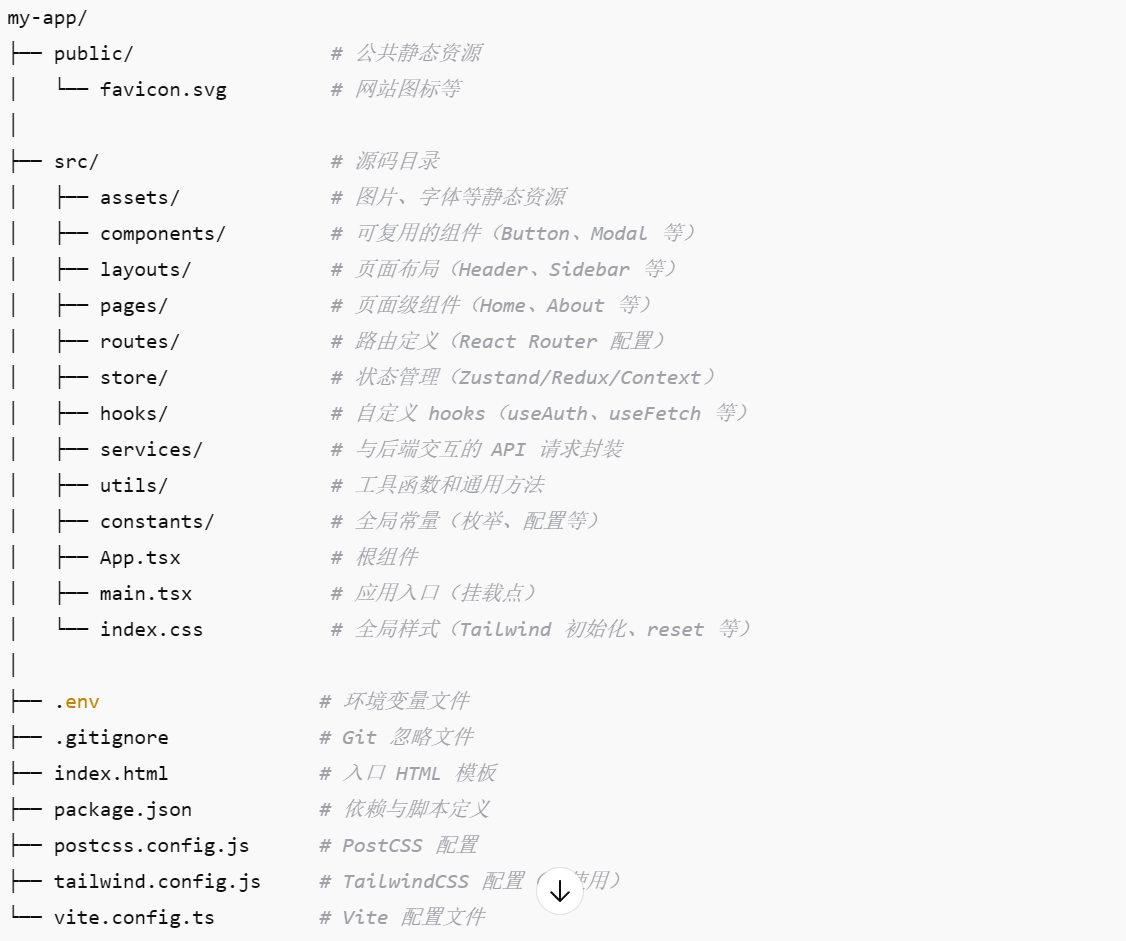 my-app/
├── public/                # 公共静态资源
│   └── favicon.svg         # 网站图标等
│
├── src/                    # 源码目录
│   ├── assets/             # 图片、字体等静态资源
│   ├── components/         # 可复用的组件（Button、Modal 等）
│   ├── layouts/            # 页面布局（Header、Sidebar 等）
│   ├── pages/              # 页面级组件（Home、About 等）
│   ├── routes/             # 路由定义（React Router 配置）
│   ├── store/              # 状态管理（Zustand/Redux/Context）
│   ├── hooks/              # 自定义 hooks（useAuth、useFetch 等）
│   ├── services/           # 与后端交互的 API 请求封装
│   ├── utils/              # 工具函数和通用方法
│   ├── constants/          # 全局常量（枚举、配置等）
│   ├── App.tsx             # 根组件
│   ├── main.tsx            # 应用入口（挂载点）
│   └── index.css           # 全局样式（Tailwind 初始化、reset 等）
│
├── .env                   # 环境变量文件
├── .gitignore             # Git 忽略文件
├── index.html             # 入口 HTML 模板
├── package.json           # 依赖与脚本定义
├── postcss.config.js      # PostCSS 配置
├── tailwind.config.js     # TailwindCSS 配置（ 使用）
└── vite.config.ts         # Vite 配置文件